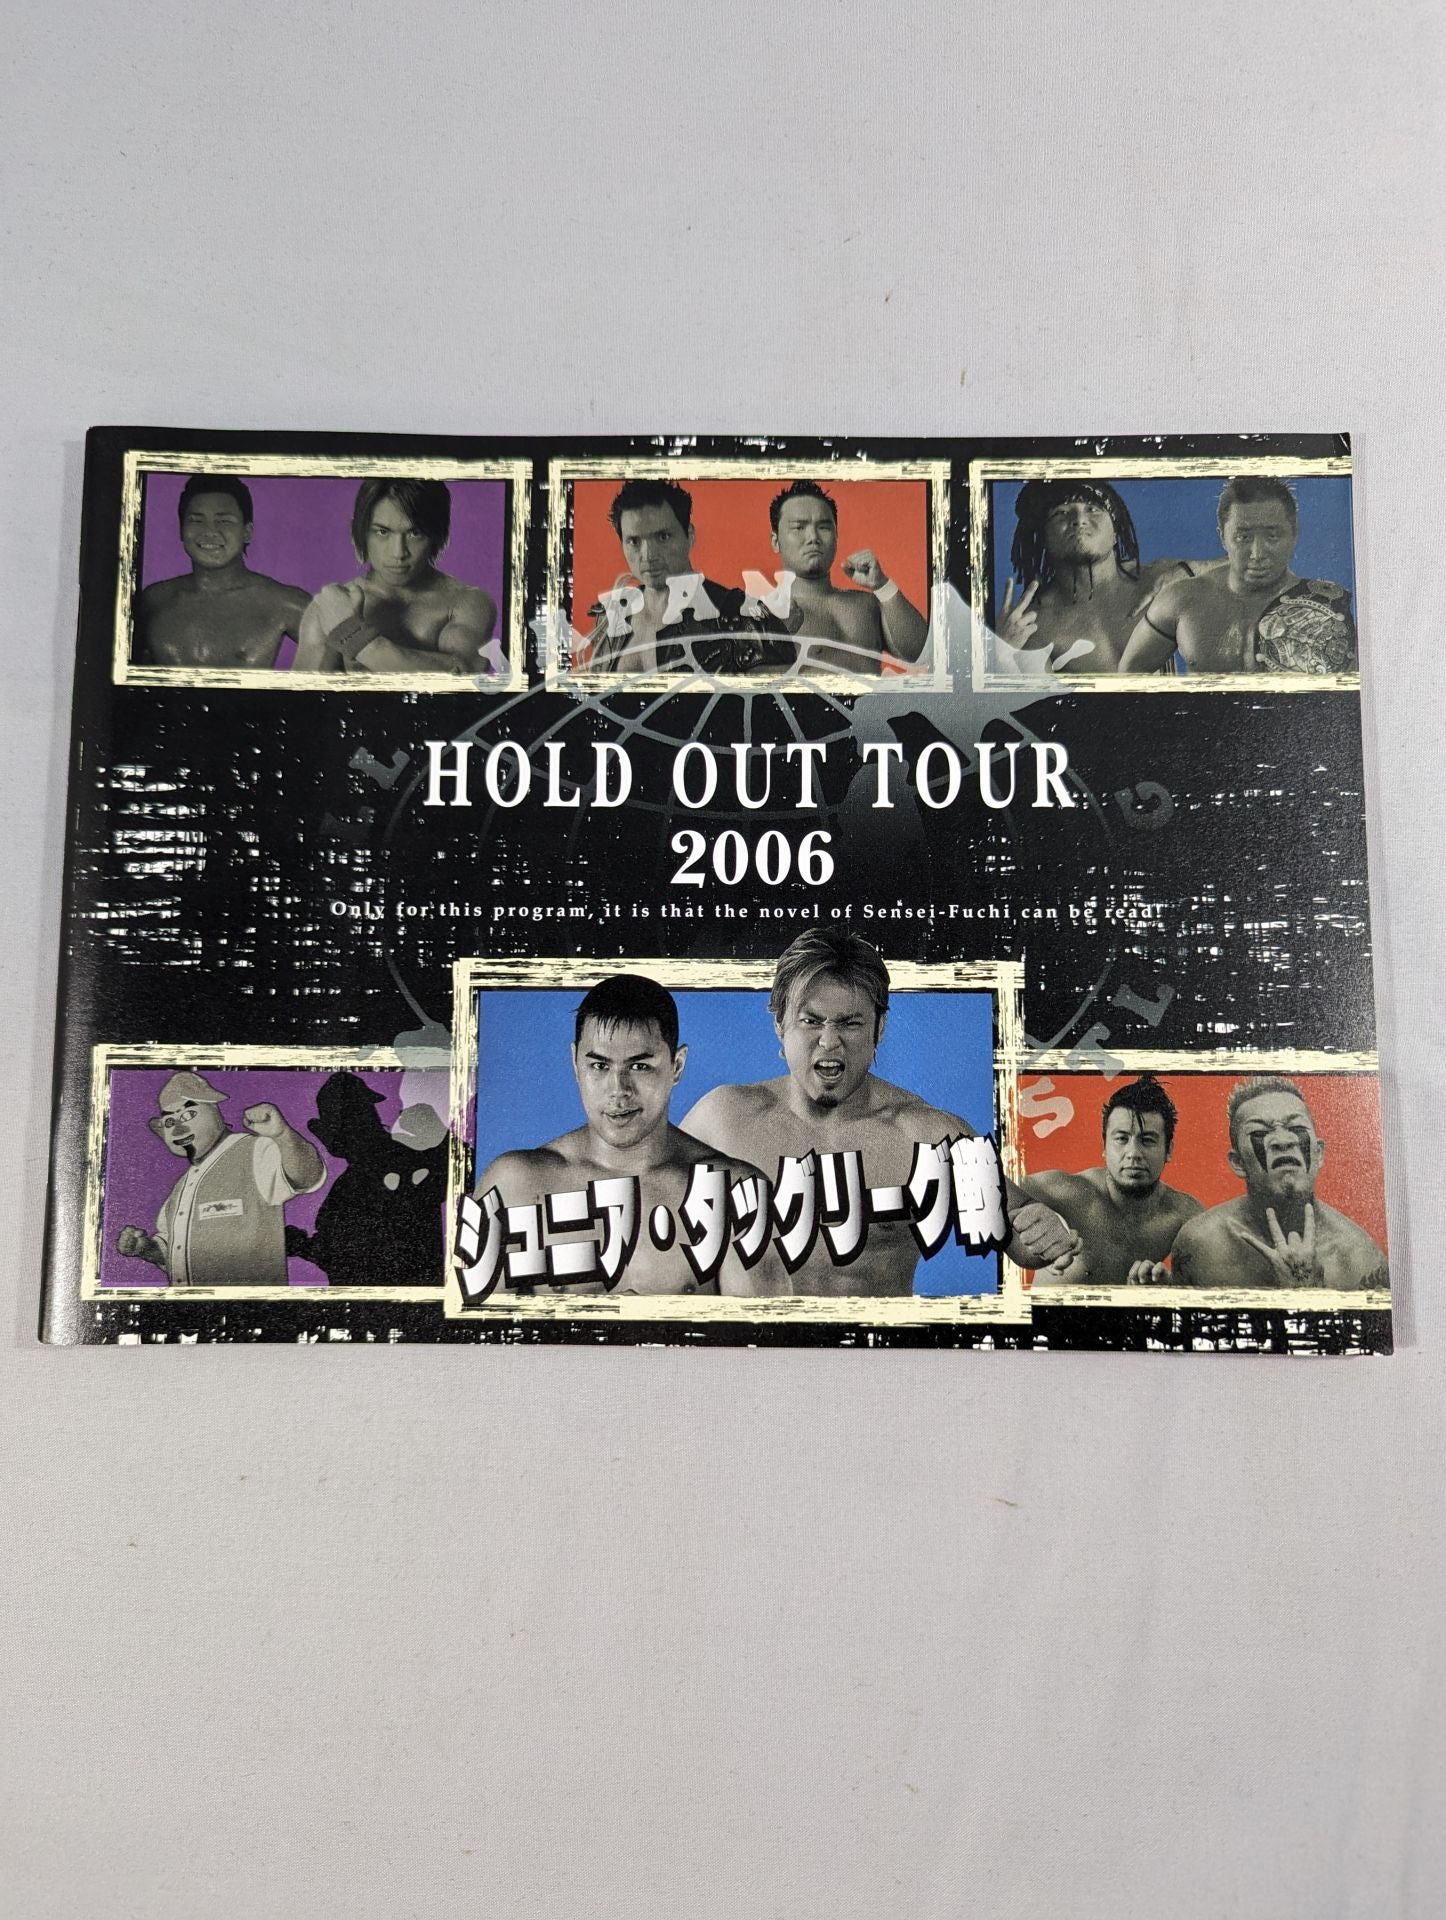 JAPAN
HOLD OUT TOUR
2006
Only for this program, it is that the novel of Sensei-Fuchi can be read!
ジュニア・タッグリーグ戦